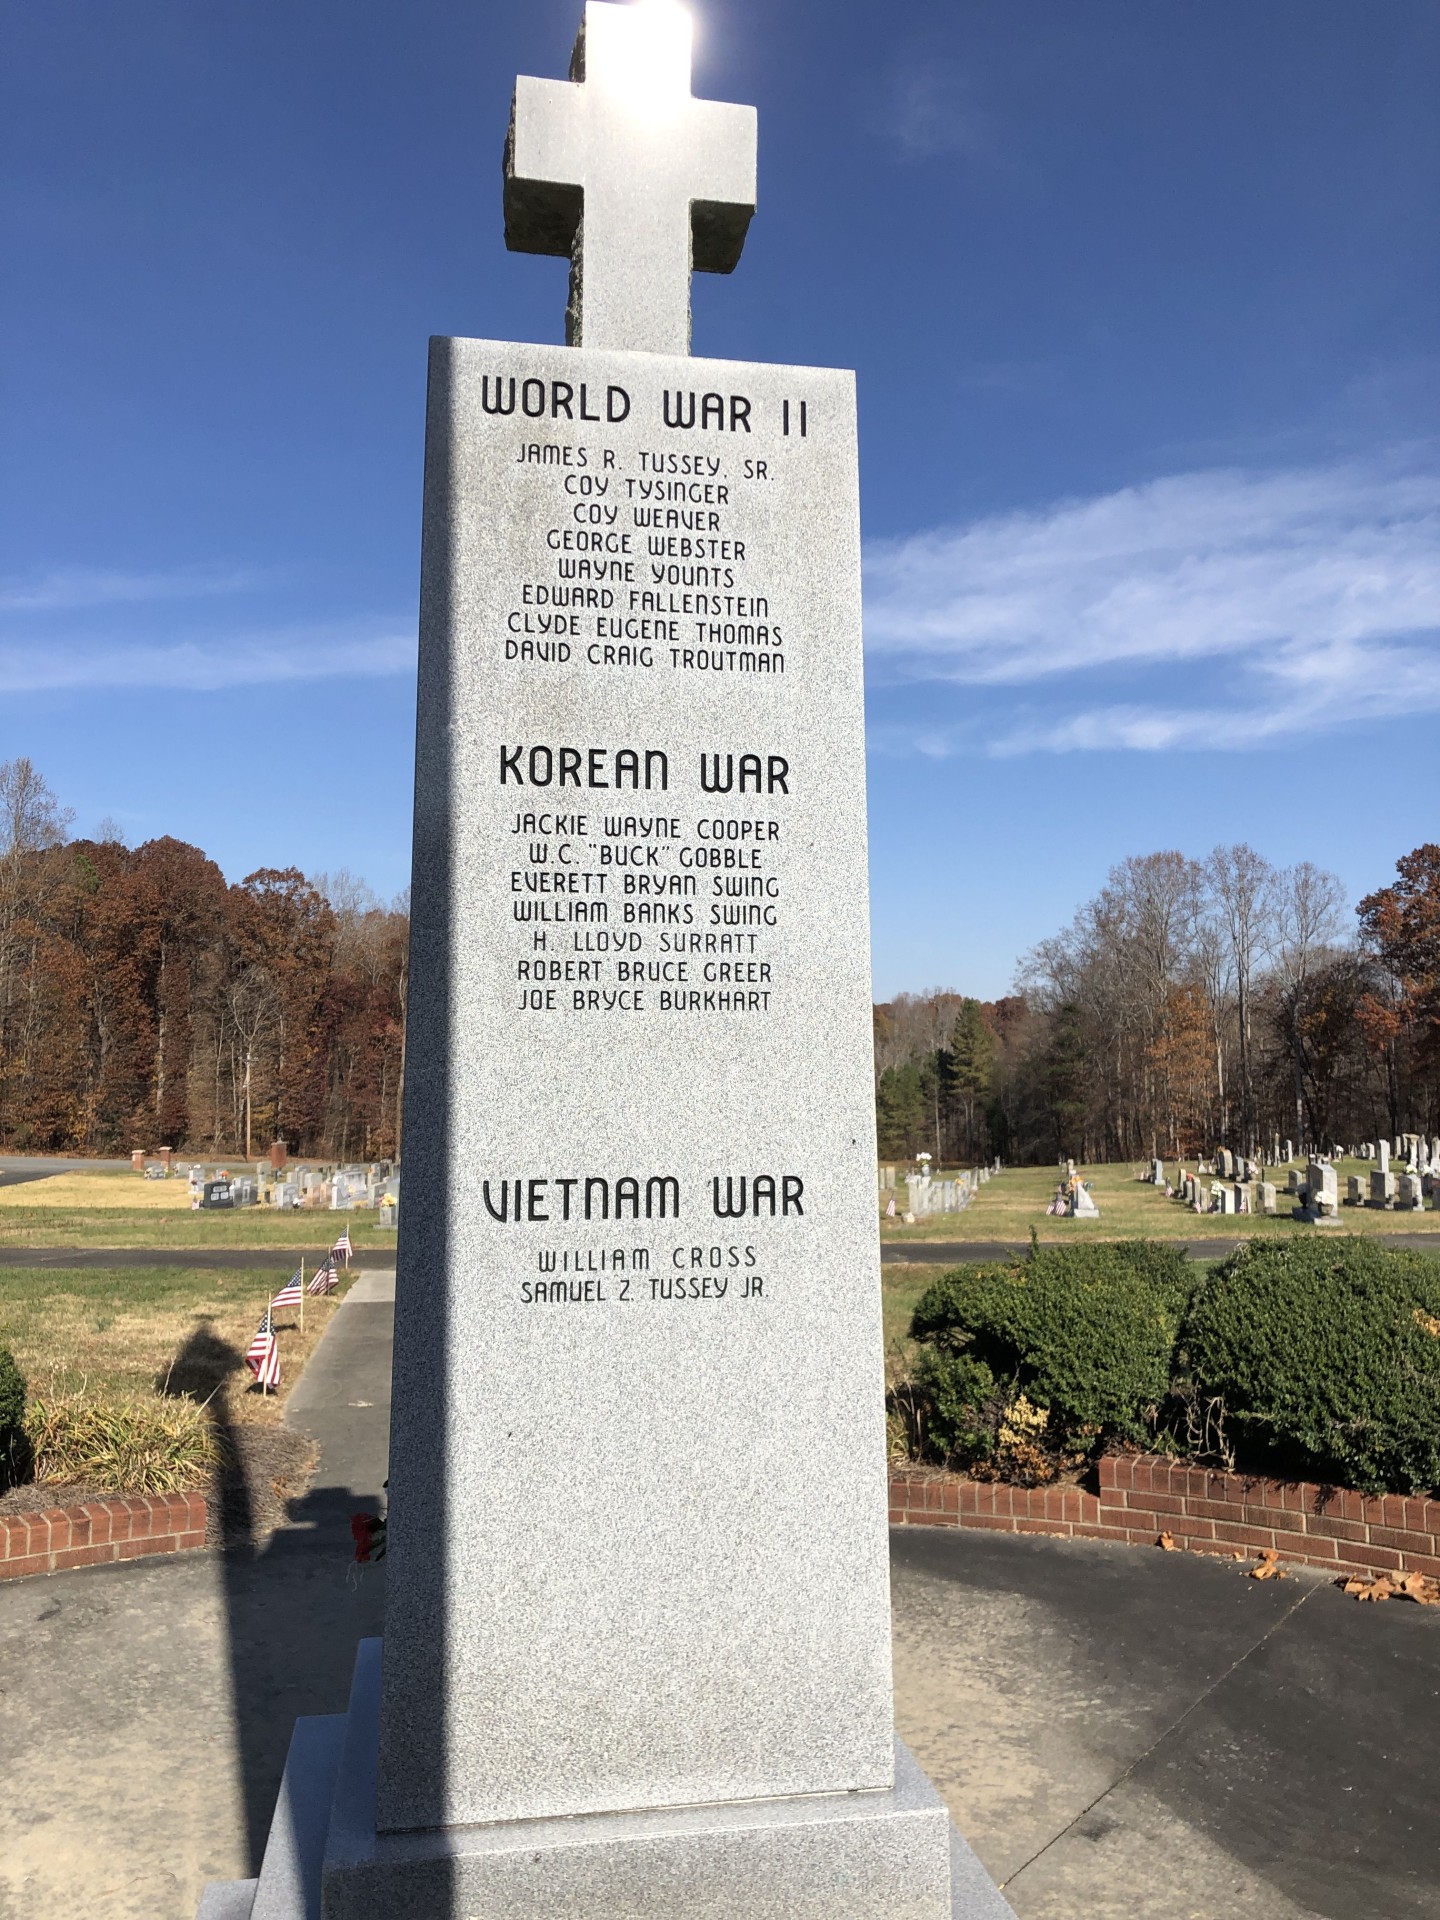 WORLD WAR II
JAMES R. TUSSEY, SR.
COY TYSINGER
COY WEAVER
GEORGE WEBSTER
WAYNE YOUNTS
EDWARD FALLENSTEIN
CLYDE EUGENE THOMAS
DAVID CRAIG TROUTMAN
KOREAN WAR
JACKIE WAYNE COOPER
W.C. "BUCK" GOBBLE
EVERETT BRYAN SWING
WILLIAM BANKS SWING
H. LLOYD SURRATT
ROBERT BRUCE GREER
JOE BRYCE BURKHART
VIETNAM WAR
WILLIAM CROSS
SAMUEL Z. TUSSEY JR.